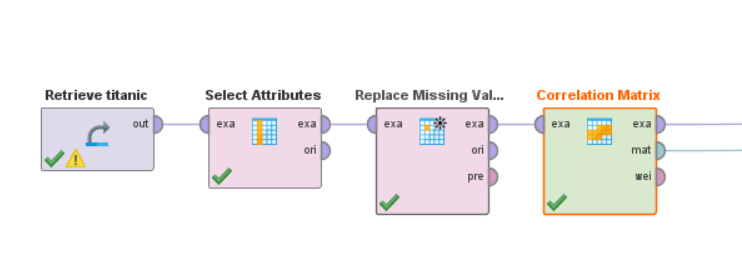 Retrieve titanic
Select Attributes
Replace Missing Val...
Correlation Matrix
out
exa
exa
exa
exa
exa
exa
ori
ori
mat
pre
wei